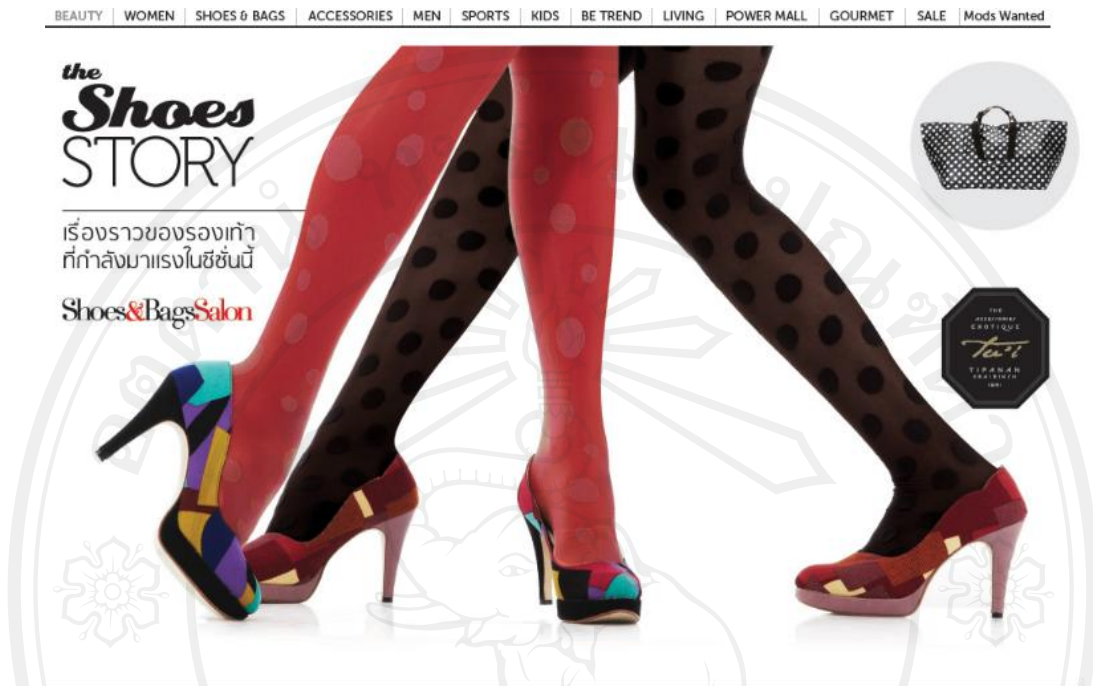 BEAUTY WOMEN SHOES & BAGS ACCESSORIES MEN SPORTS KIDS BE TREND LIVING POWER MALL GOURMET SALE Mods Wanted
the
Shoes
STORY
เรื่องราวของรองเท้า
ที่กำลังมาแรงในซีซั่นนี้
Shoes&BagsSalon
THE
EXOTIQUE
TIPANAN